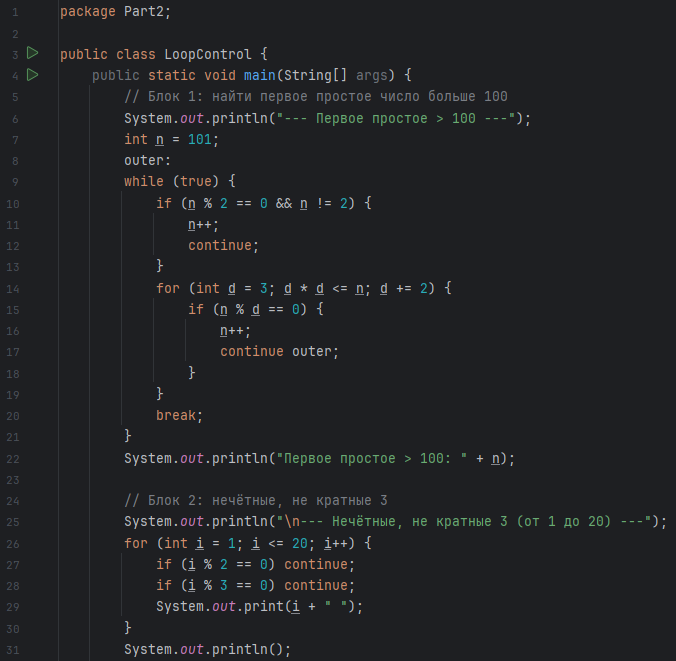 1 package Part2;
2
3 public class LoopControl {
4     public static void main(String[] args) {
5         // Блок 1: найти первое простое число больше 100
6         System.out.println("--- Первое простое > 100 ---");
7         int n = 101;
8         outer:
9         while (true) {
10             if (n % 2 == 0 && n != 2) {
11                 n++;
12                 continue;
13             }
14             for (int d = 3; d * d <= n; d += 2) {
15                 if (n % d == 0) {
16                     n++;
17                     continue outer;
18                 }
19             }
20             break;
21         }
22         System.out.println("Первое простое > 100: " + n);
23
24         // Блок 2: нечётные, не кратные 3
25         System.out.println("\n--- Нечётные, не кратные 3 (от 1 до 20) ---");
26         for (int i = 1; i <= 20; i++) {
27             if (i % 2 == 0) continue;
28             if (i % 3 == 0) continue;
29             System.out.print(i + " ");
30         }
31         System.out.println();